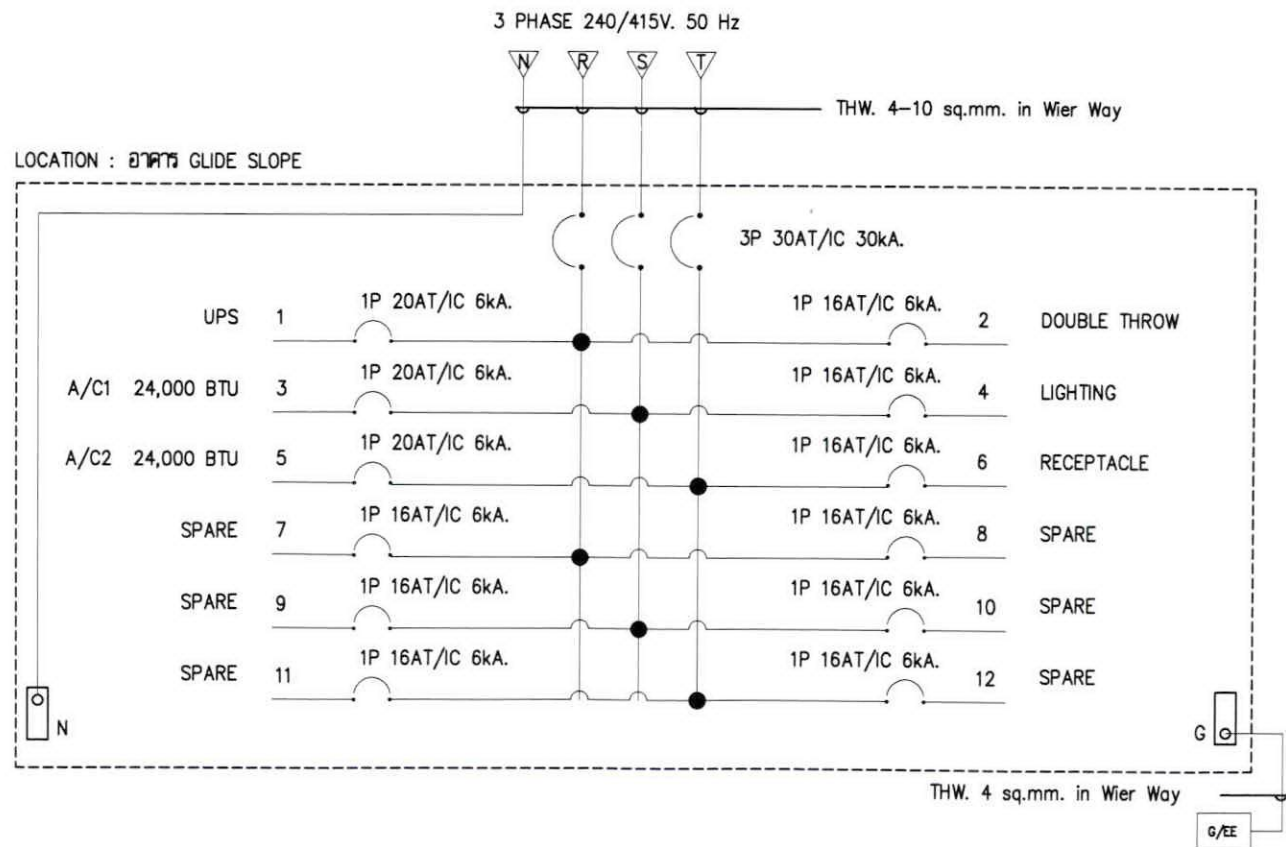 3 PHASE 240/415V. 50 Hz
N R S T
THW. 4-10 sq.mm. in Wier Way
LOCATION : อาคาร GLIDE SLOPE
3P 30AT/IC 30kA.
UPS 1 1P 20AT/IC 6kA. 1P 16AT/IC 6kA. 2 DOUBLE THROW
A/C1 24,000 BTU 3 1P 20AT/IC 6kA. 1P 16AT/IC 6kA. 4 LIGHTING
A/C2 24,000 BTU 5 1P 20AT/IC 6kA. 1P 16AT/IC 6kA. 6 RECEPTACLE
SPARE 7 1P 16AT/IC 6kA. 1P 16AT/IC 6kA. 8 SPARE
SPARE 9 1P 16AT/IC 6kA. 1P 16AT/IC 6kA. 10 SPARE
SPARE 11 1P 16AT/IC 6kA. 1P 16AT/IC 6kA. 12 SPARE
N G
THW. 4 sq.mm. in Wier Way
G/EE